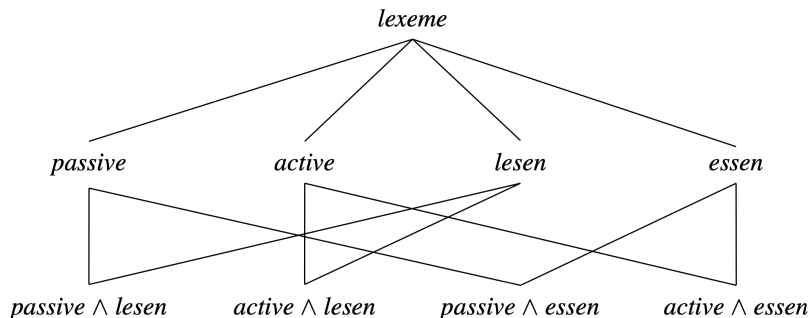 lexeme
passive active lesen essen
passive ∧ lesen active ∧ lesen passive ∧ essen active ∧ essen